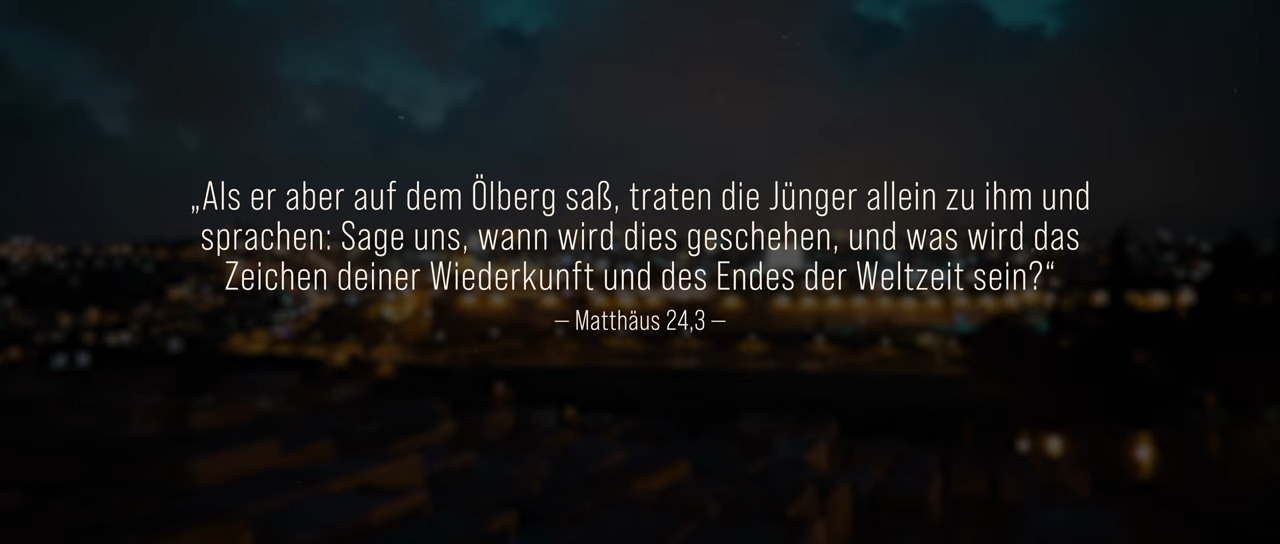 „Als er aber auf dem Ölberg saß, traten die Jünger allein zu ihm und
sprachen: Sage uns, wann wird dies geschehen, und was wird das
Zeichen deiner Wiederkunft und des Endes der Weltzeit sein?“
– Matthäus 24,3 –